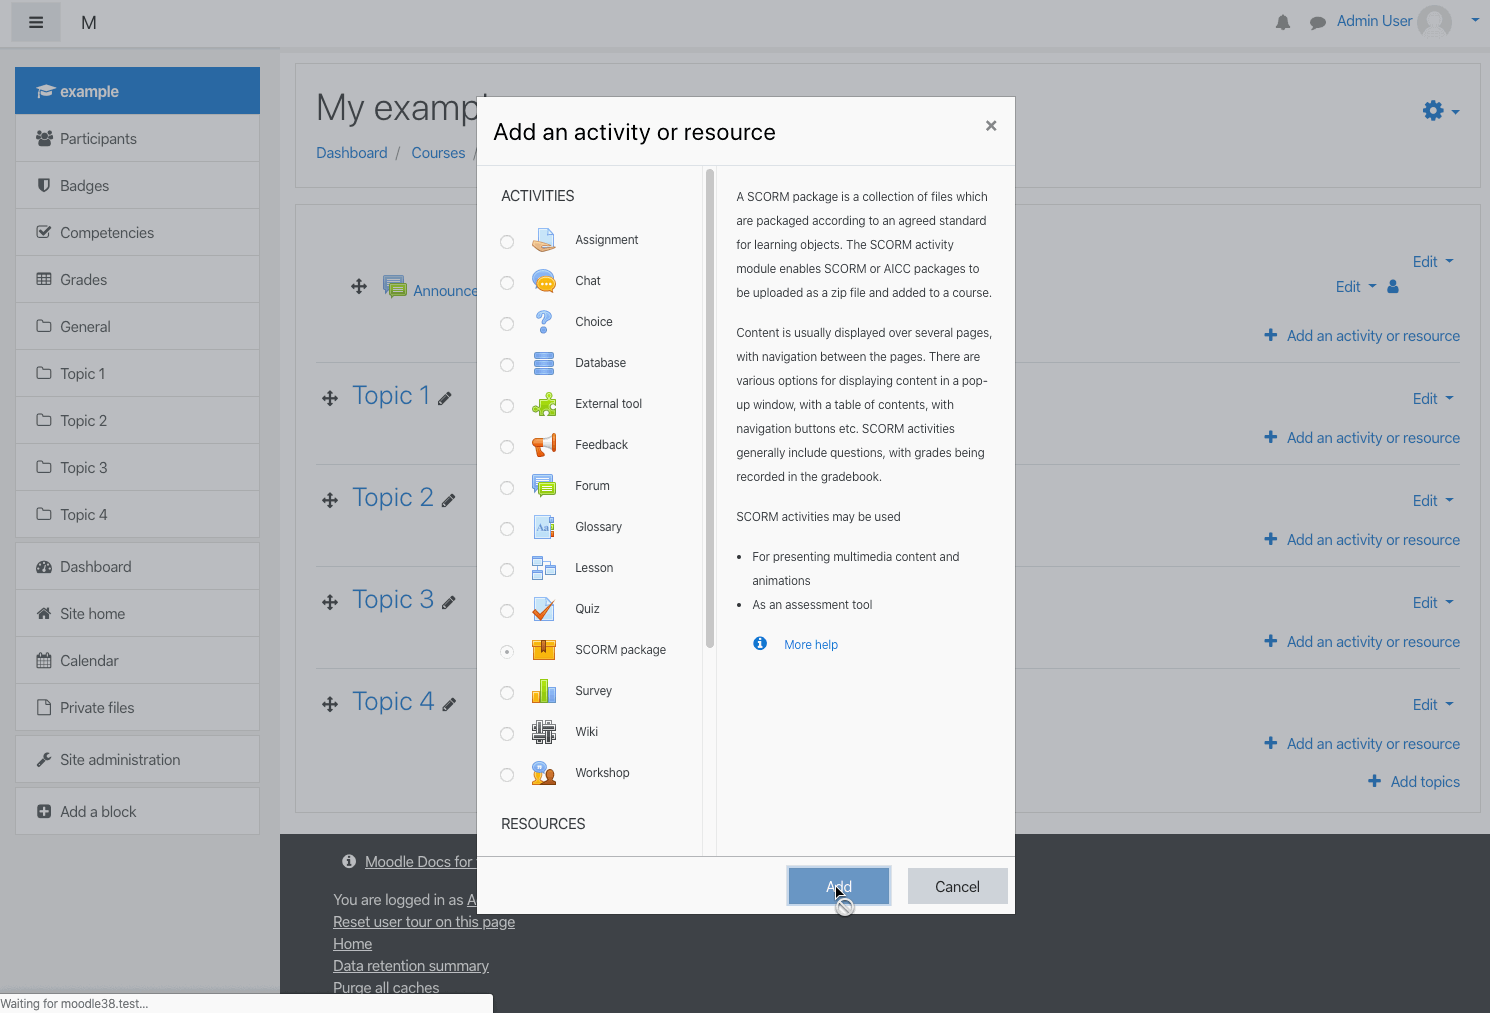 M
Admin User
example
Participants
Badges
Competencies
Grades
General
Topic 1
Topic 2
Topic 3
Topic 4
Dashboard
Site home
Calendar
Private files
Site administration
Add a block
My examp
Dashboard / Courses /
Edit
Announce
Edit
Add an activity or resource
Topic 1
Edit
Add an activity or resource
Topic 2
Edit
Add an activity or resource
Topic 3
Edit
Add an activity or resource
Topic 4
Edit
Add an activity or resource
Add topics
Add an activity or resource
×
ACTIVITIES
Assignment
Chat
Choice
Database
External tool
Feedback
Forum
Glossary
Lesson
Quiz
SCORM package
Survey
Wiki
Workshop
RESOURCES
A SCORM package is a collection of files which
are packaged according to an agreed standard
for learning objects. The SCORM activity
module enables SCORM or AICC packages to
be uploaded as a zip file and added to a course.
Content is usually displayed over several pages,
with navigation between the pages. There are
various options for displaying content in a pop-
up window, with a table of contents, with
navigation buttons etc. SCORM activities
generally include questions, with grades being
recorded in the gradebook.
SCORM activities may be used
• For presenting multimedia content and
animations
• As an assessment tool
More help
Add
Cancel
Moodle Docs for
You are logged in as A
Reset user tour on this page
Home
Data retention summary
Purge all caches
Waiting for moodle38.test...